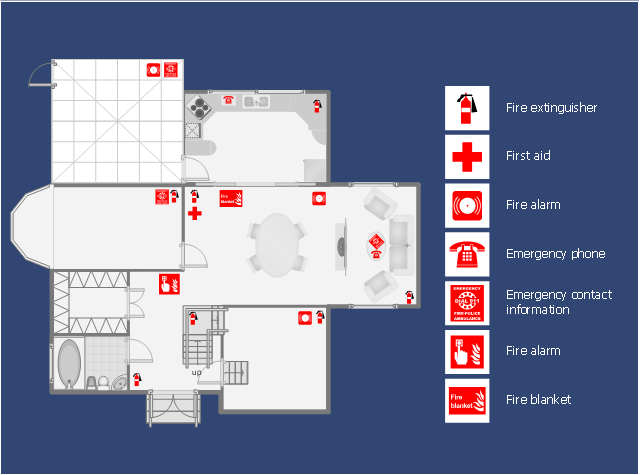 Fire
blanket
up
Fire extinguisher
First aid
Fire alarm
Emergency phone
EMERGENCY
DIAL 911
FIRE-POLICE
AMBULANCE
Emergency contact
information
Fire alarm
Fire
blanket
Fire blanket